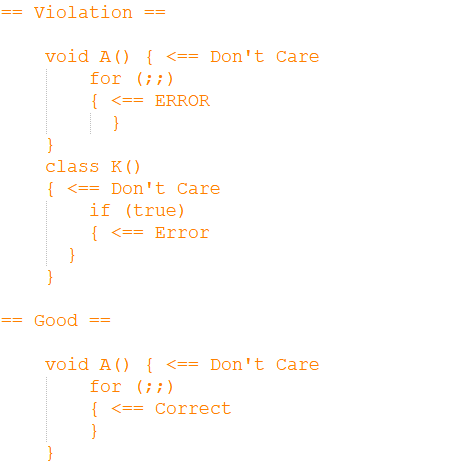 == Violation ==
void A() { <== Don't Care
for (;;)
{ <== ERROR
}
}
class K()
{ <== Don't Care
if (true)
{ <== Error
}
}
== Good ==
void A() { <== Don't Care
for (;;)
{ <== Correct
}
}